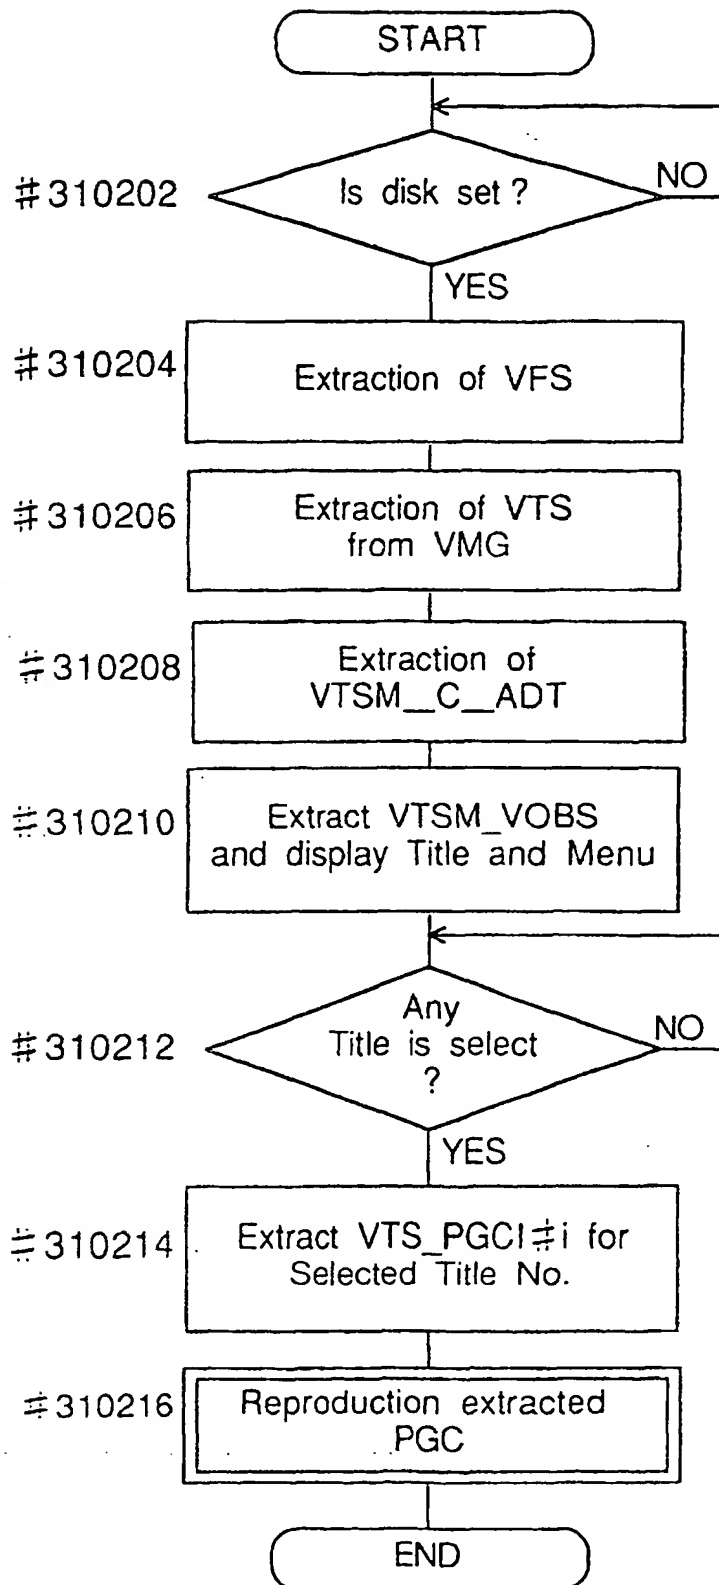 START
#310202
Is disk set ?
NO
YES
#310204
Extraction of VFS
#310206
Extraction of VTS
from VMG
#310208
Extraction of
VTSM__C__ADT
#310210
Extract VTSM_VOBS
and display Title and Menu
#310212
Any
Title is select
?
NO
YES
#310214
Extract VTS_PGCI#i for
Selected Title No.
#310216
Reproduction extracted
PGC
END